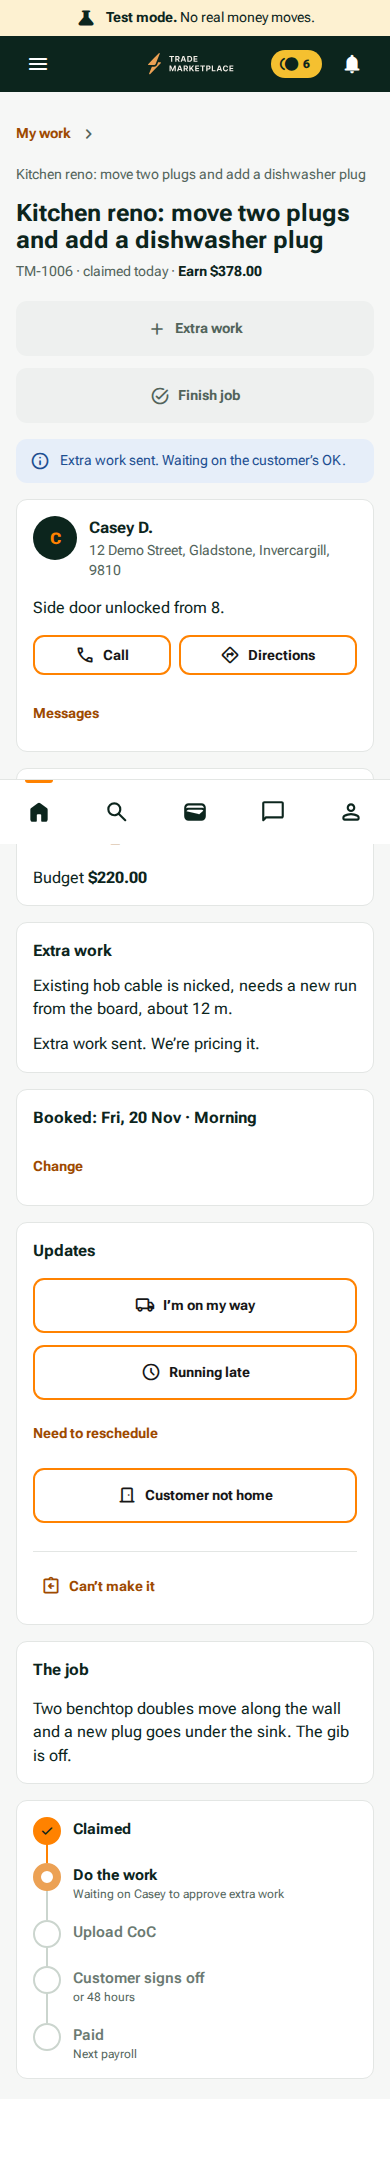 Test mode. No real money moves.
TRADE
MARKETPLACE
6
My work
Kitchen reno: move two plugs and add a dishwasher plug
Kitchen reno: move two plugs
and add a dishwasher plug
TM-1006 · claimed today · Earn $378.00
Extra work
Finish job
Extra work sent. Waiting on the customer's OK.
C
Casey D.
12 Demo Street, Gladstone, Invercargill,
9810
Side door unlocked from 8.
Call
Directions
Messages
Budget $220.00
Extra work
Existing hob cable is nicked, needs a new run
from the board, about 12 m.
Extra work sent. We're pricing it.
Booked: Fri, 20 Nov · Morning
Change
Updates
I'm on my way
Running late
Need to reschedule
Customer not home
Can't make it
The job
Two benchtop doubles move along the wall
and a new plug goes under the sink. The gib
is off.
Claimed
Do the work
Waiting on Casey to approve extra work
Upload CoC
Customer signs off
or 48 hours
Paid
Next payroll